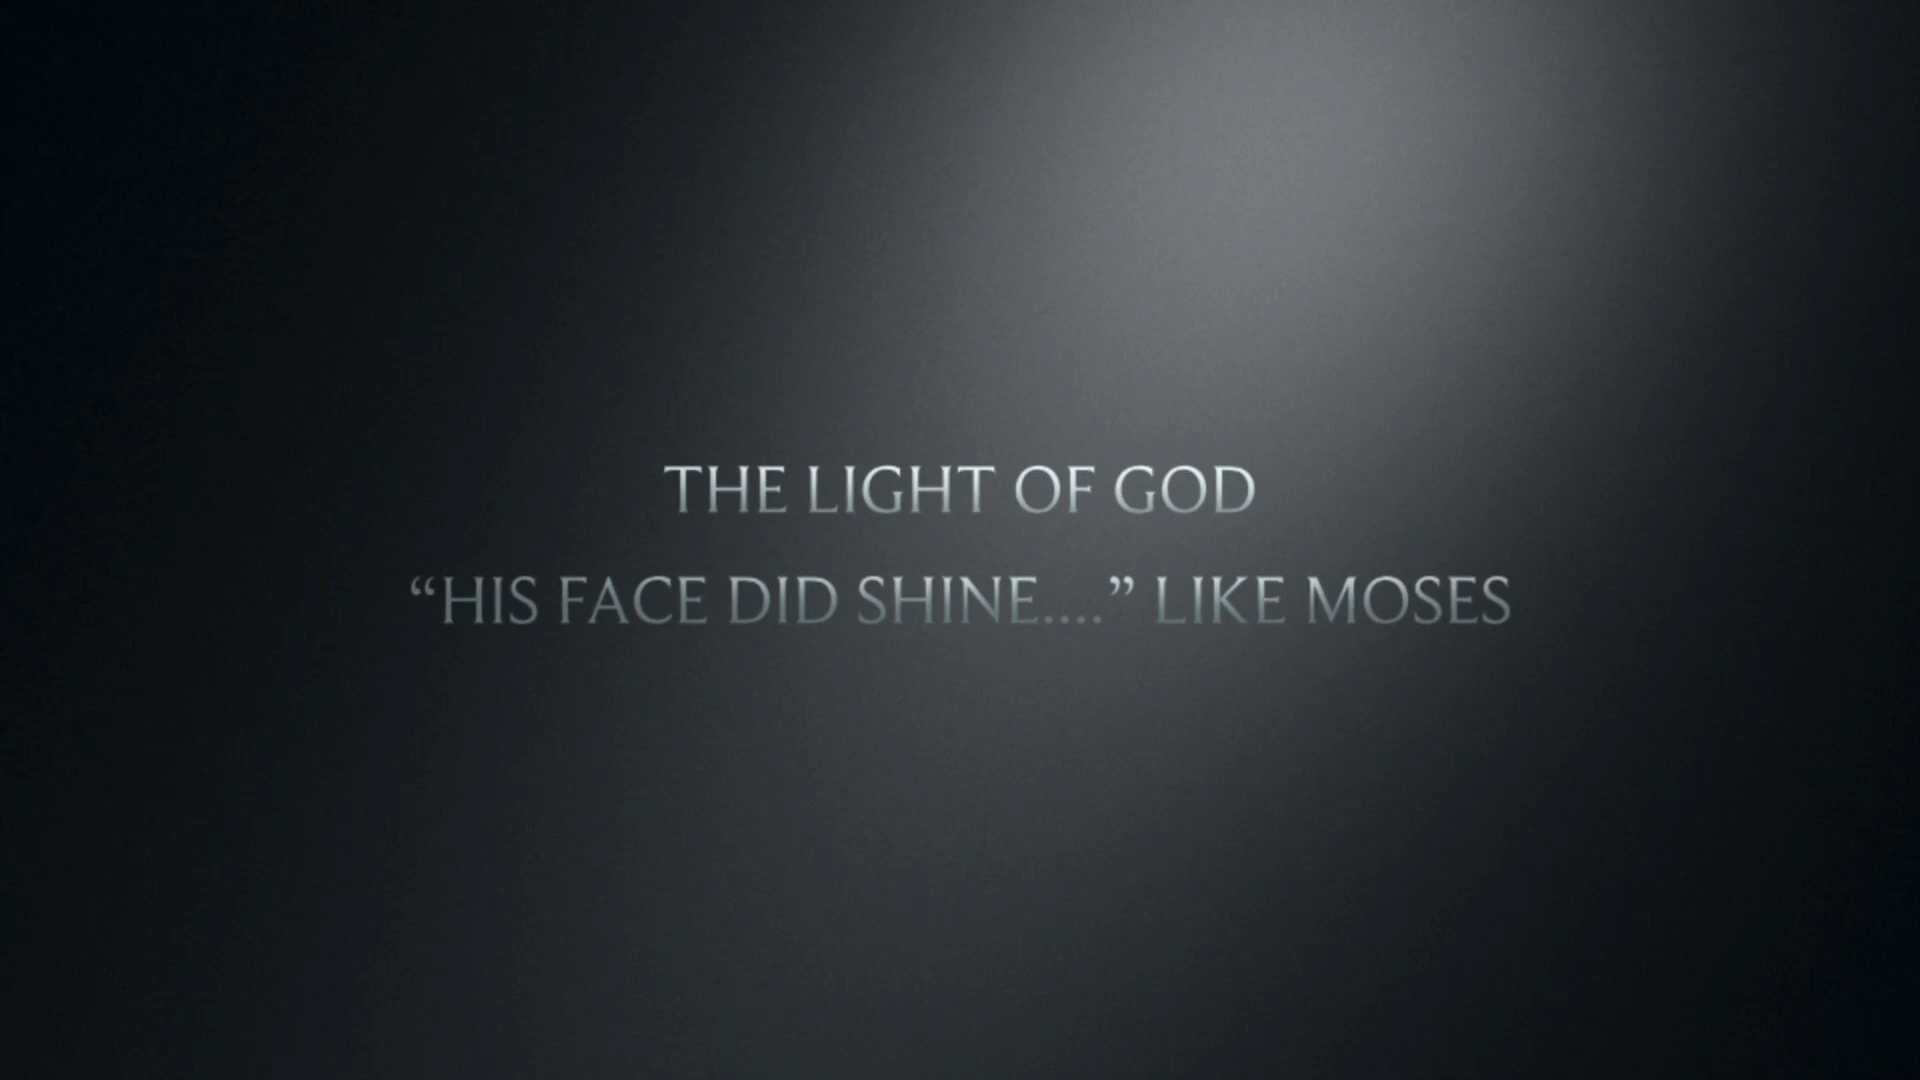 THE LIGHT OF GOD
“HIS FACE DID SHINE....” LIKE MOSES